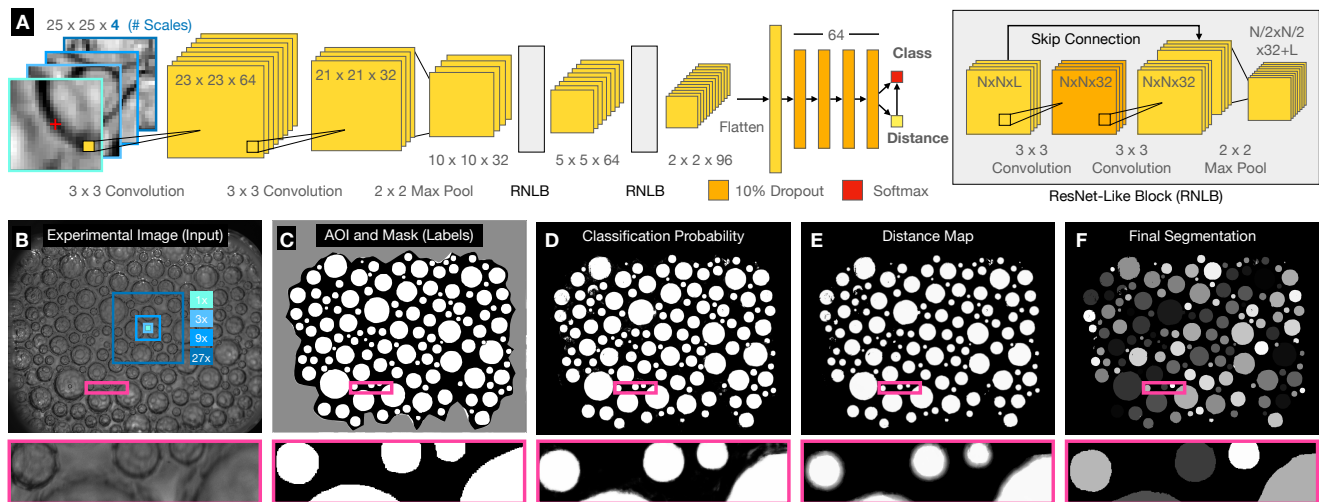 A
25 x 25 x 4 (# Scales)
23 x 23 x 64
21 x 21 x 32
10 x 10 x 32
5 x 5 x 64
2 x 2 x 96
Flatten
64
Class
Distance
3 x 3 Convolution
3 x 3 Convolution
2 x 2 Max Pool
RNLB
RNLB
10% Dropout
Softmax
Skip Connection
N/2xN/2
x32+L
NxNxL
NxNx32
NxNx32
3 x 3
Convolution
3 x 3
Convolution
2 x 2
Max Pool
ResNet-Like Block (RNLB)
B
Experimental Image (Input)
1x
3x
9x
27x
C
AOI and Mask (Labels)
D
Classification Probability
E
Distance Map
F
Final Segmentation